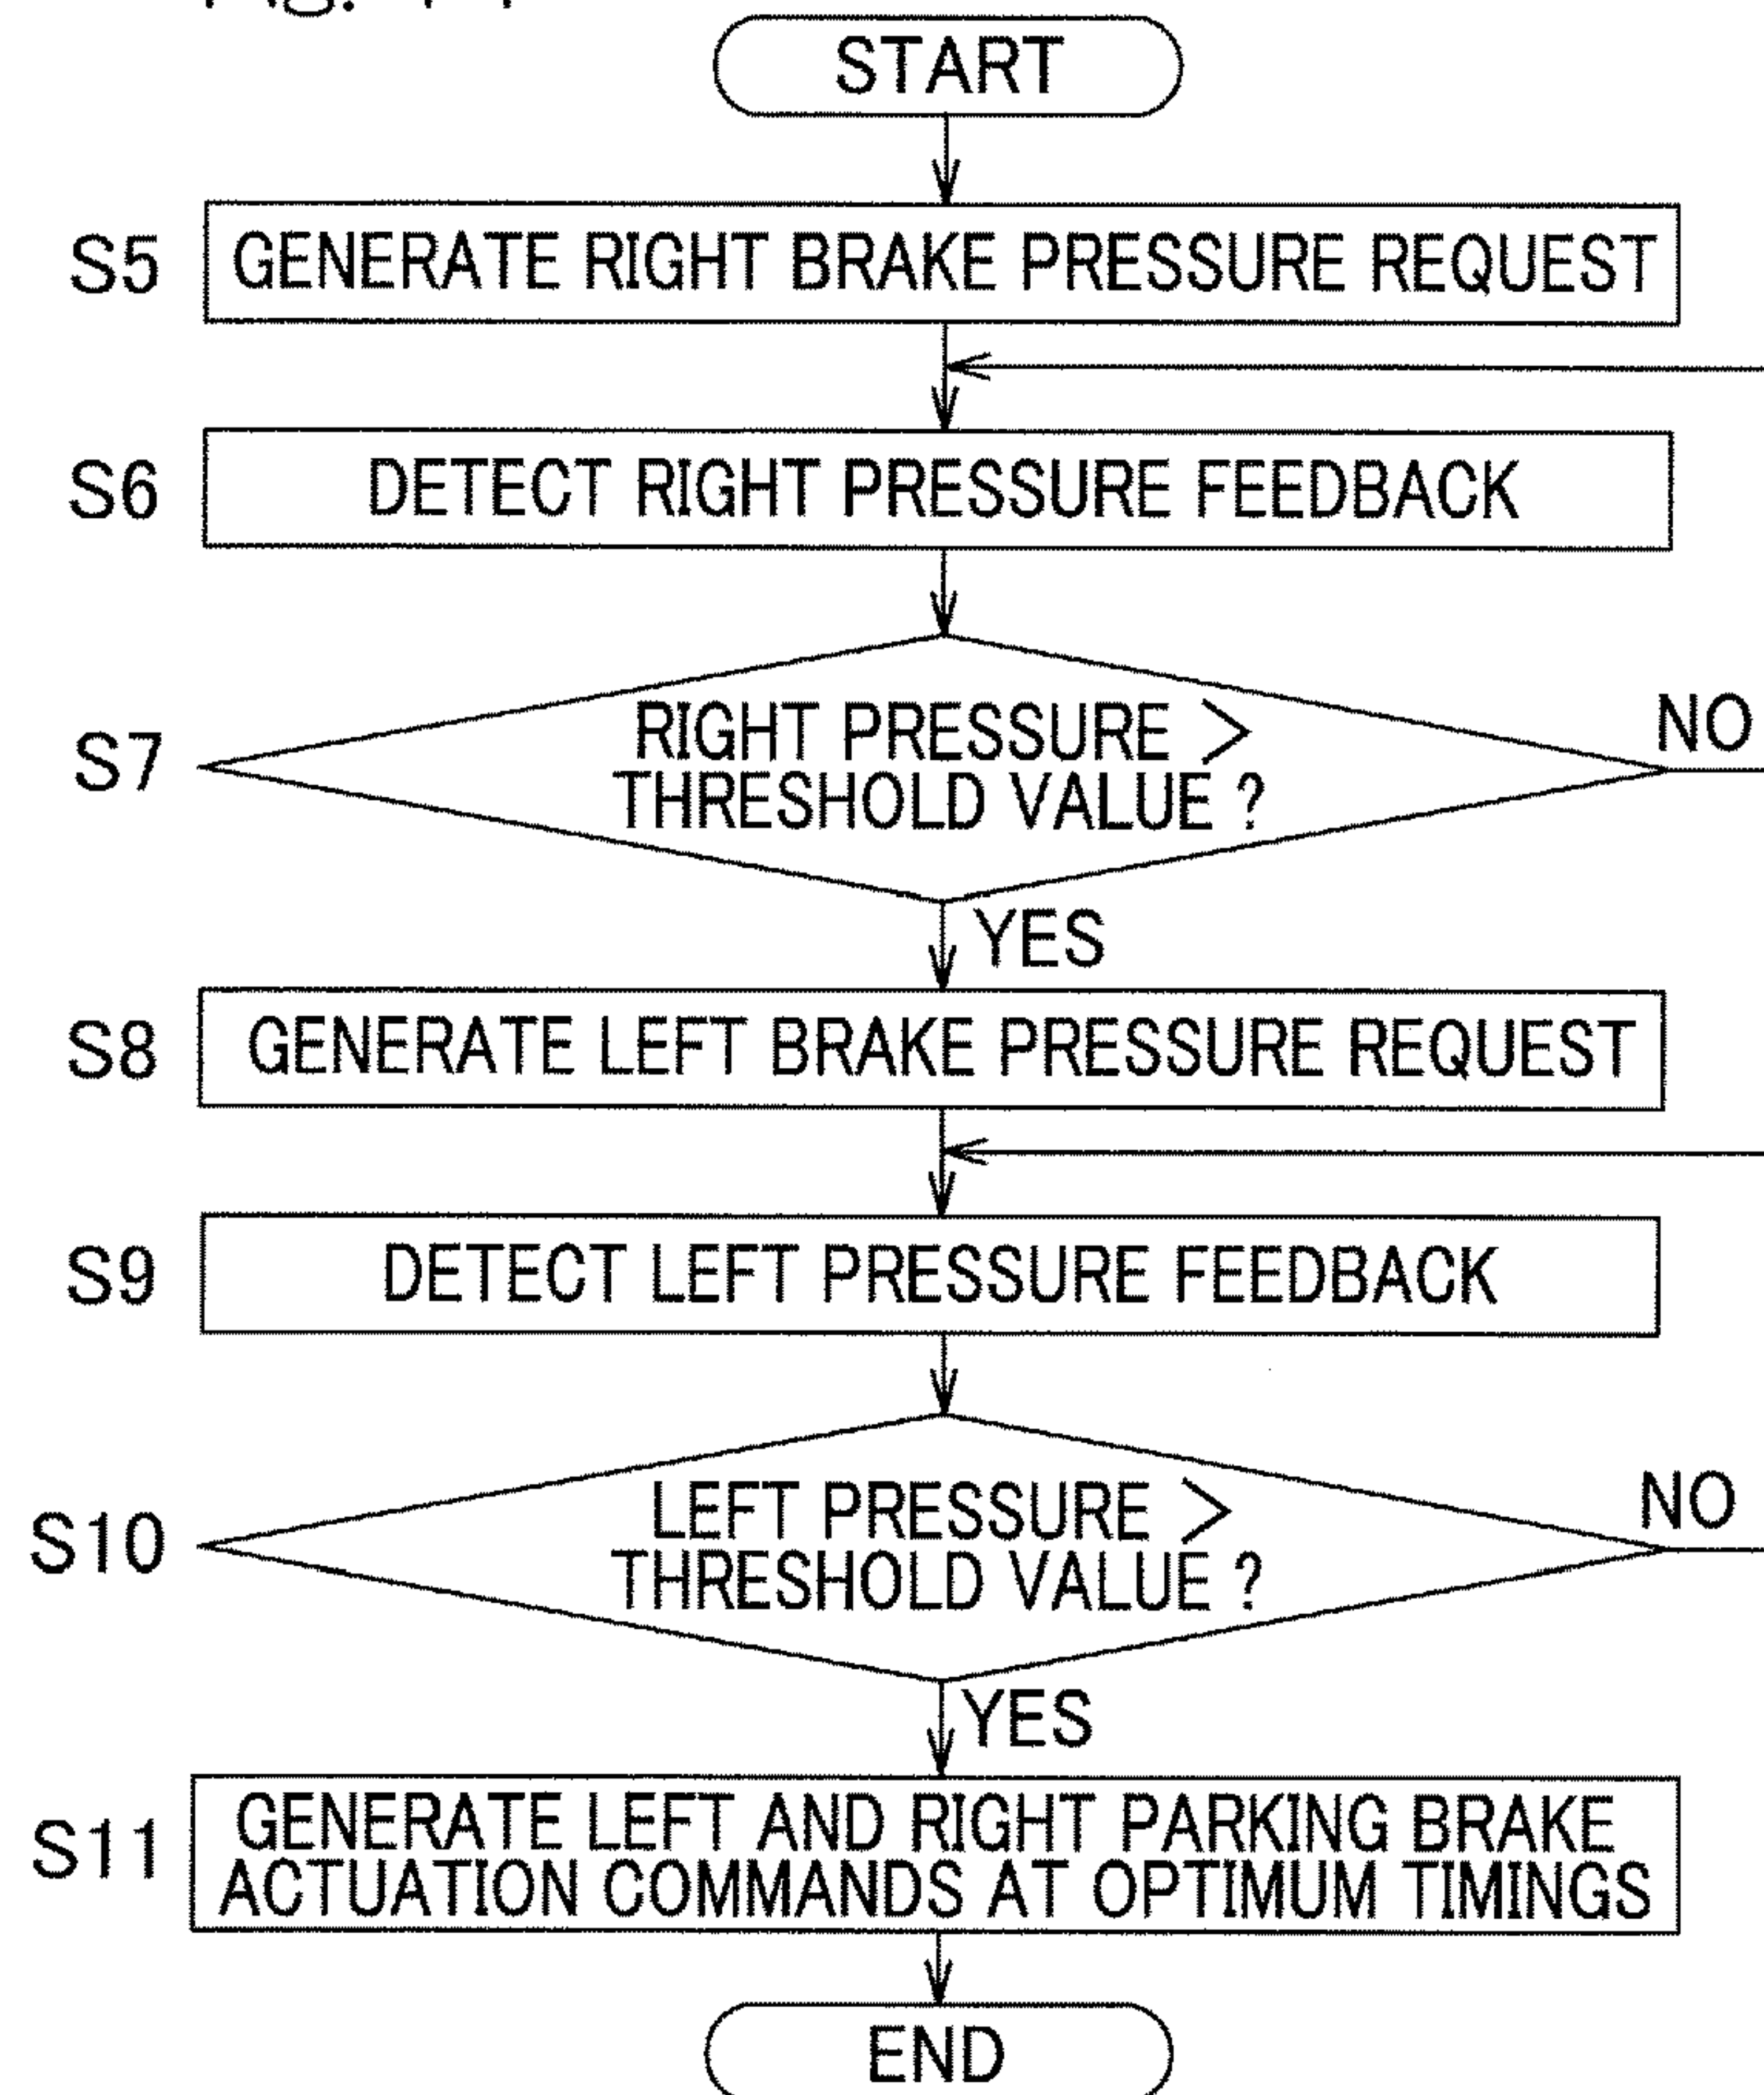 Fig.
START
S5 GENERATE RIGHT BRAKE PRESSURE REQUEST
S6 DETECT RIGHT PRESSURE FEEDBACK
S7 RIGHT PRESSURE > NO
THRESHOLD VALUE ?
YES
S8 GENERATE LEFT BRAKE PRESSURE REQUEST
S9 DETECT LEFT PRESSURE FEEDBACK
S10 LEFT PRESSURE > NO
THRESHOLD VALUE ?
YES
S11 GENERATE LEFT AND RIGHT PARKING BRAKE
ACTUATION COMMANDS AT OPTIMUM TIMINGS
END